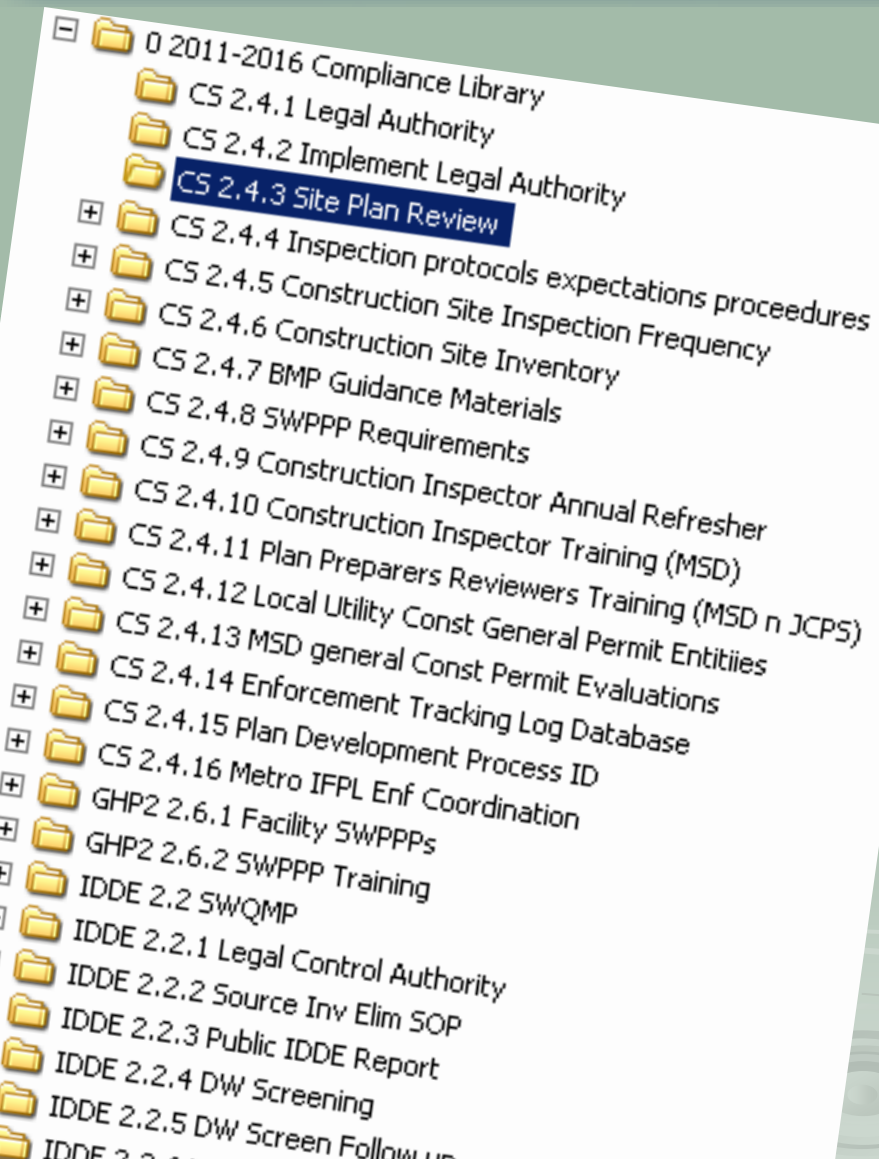 0 2011-2016 Compliance Library
CS 2.4.1 Legal Authority
CS 2.4.2 Implement Legal Authority
CS 2.4.3 Site Plan Review
CS 2.4.4 Inspection protocols expectations proceedures
CS 2.4.5 Construction Site Inspection Frequency
CS 2.4.6 Construction Site Inventory
CS 2.4.7 BMP Guidance Materials
CS 2.4.8 SWPPP Requirements
CS 2.4.9 Construction Inspector Annual Refresher
CS 2.4.10 Construction Inspector Training (MSD)
CS 2.4.11 Plan Preparers Reviewers Training (MSD n JCPS)
CS 2.4.12 Local Utility Const General Permit Entitiies
CS 2.4.13 MSD general Const Permit Evaluations
CS 2.4.14 Enforcement Tracking Log Database
CS 2.4.15 Plan Development Process ID
CS 2.4.16 Metro IFPL Enf Coordination
GHP2 2.6.1 Facility SWPPPs
GHP2 2.6.2 SWPPP Training
IDDE 2.2 SWQMP
IDDE 2.2.1 Legal Control Authority
IDDE 2.2.2 Source Inv Elim SOP
IDDE 2.2.3 Public IDDE Report
IDDE 2.2.4 DW Screening
IDDE 2.2.5 DW Screen Follow up
IDDE